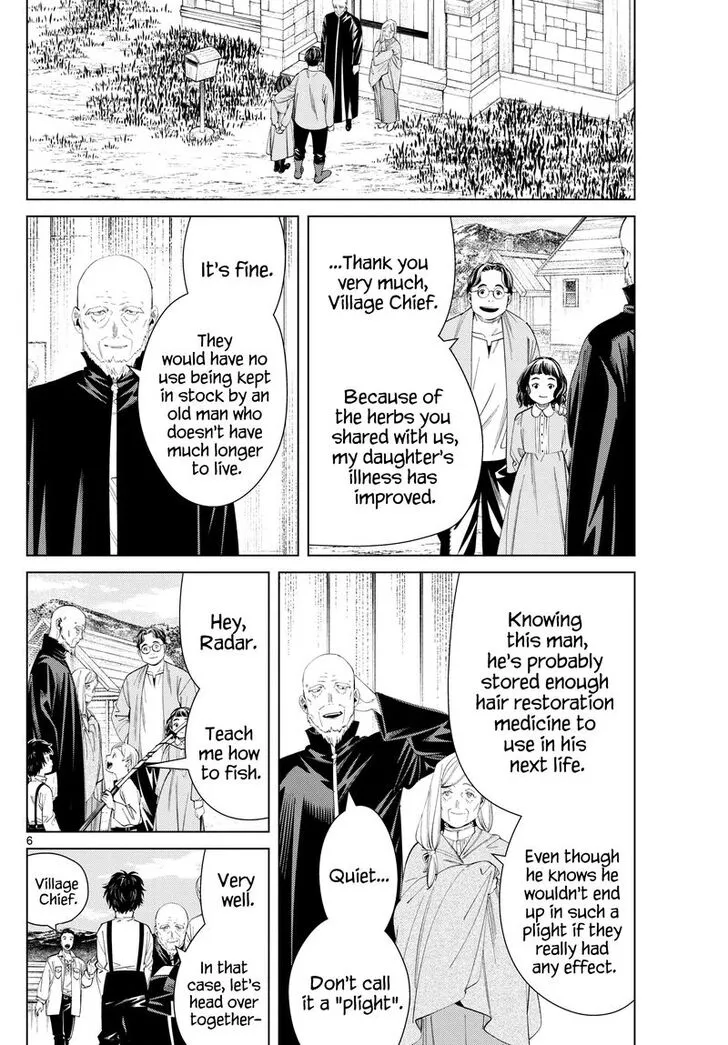 ...Thank you
very much,
Village Chief.
Because of
the herbs you
shared with us,
my daughter's
illness has
improved.
It's fine.
They
would have no
use being kept
in stock by an
old man who
doesn't have
much longer
to live.
Knowing
this man,
he's probably
stored enough
hair restoration
medicine to
use in his
next life.
Even though
he knows he
wouldn't end
up in such a
plight if they
really had
any effect.
Quiet...
Don't call
it a "plight".
Hey,
Radar.
Teach
me how
to fish.
Very
well.
In that
case, let's
head over
together-
Village
Chief.
6